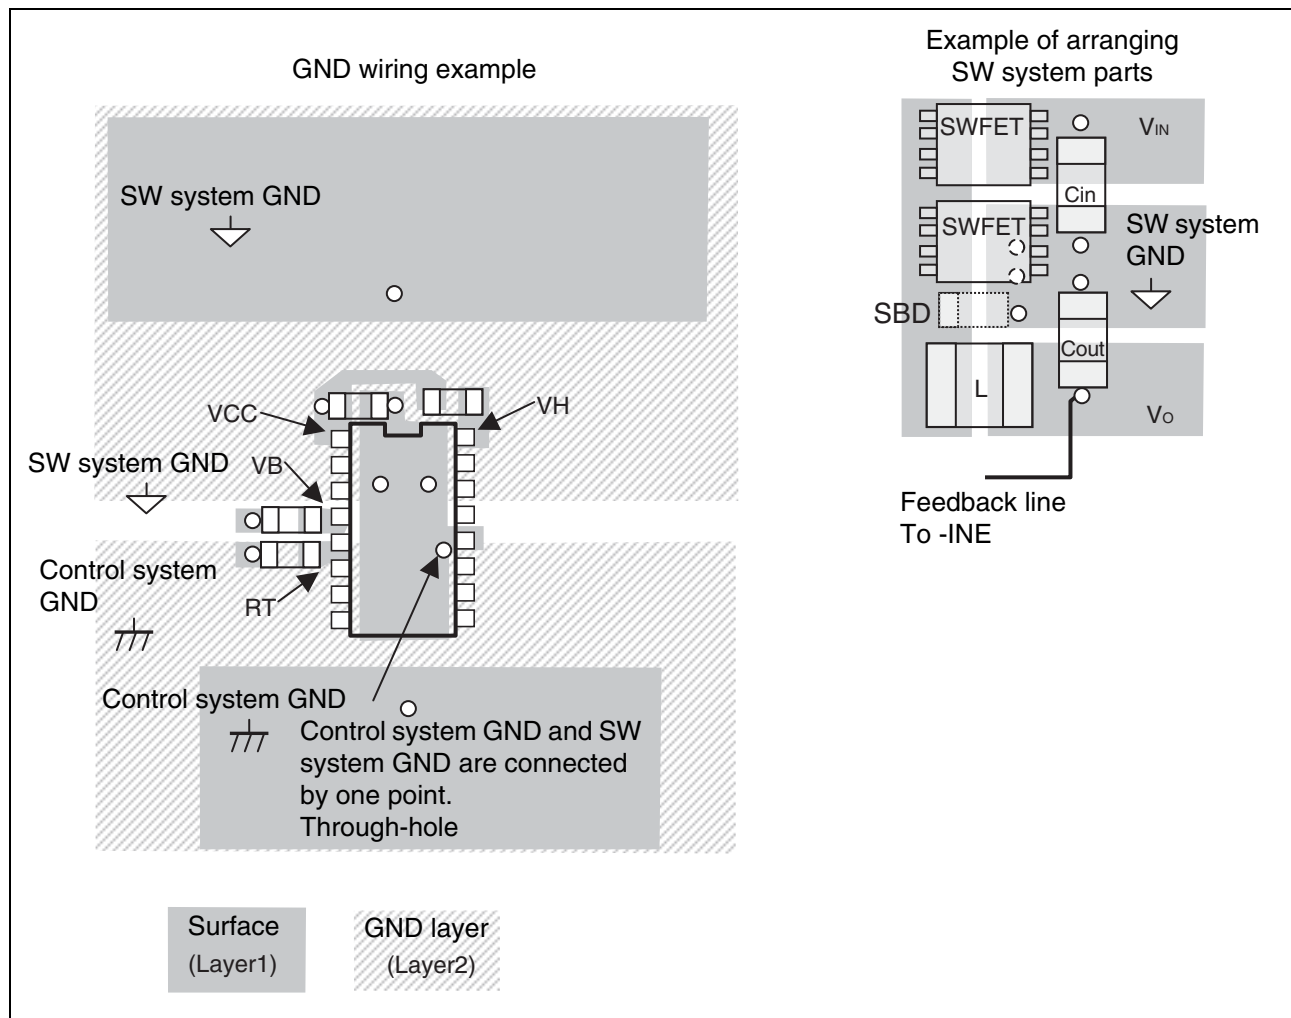 GND wiring example
SW system GND
VCC
VH
SW system GND
VB
Control system
GND
RT
Control system GND
Control system GND and SW
system GND are connected
by one point.
Through-hole
Surface
(Layer1)
GND layer
(Layer2)
Example of arranging
SW system parts
SWFET
VIN
Cin
SWFET
SW system
GND
SBD
Cout
L
VO
Feedback line
To -INE